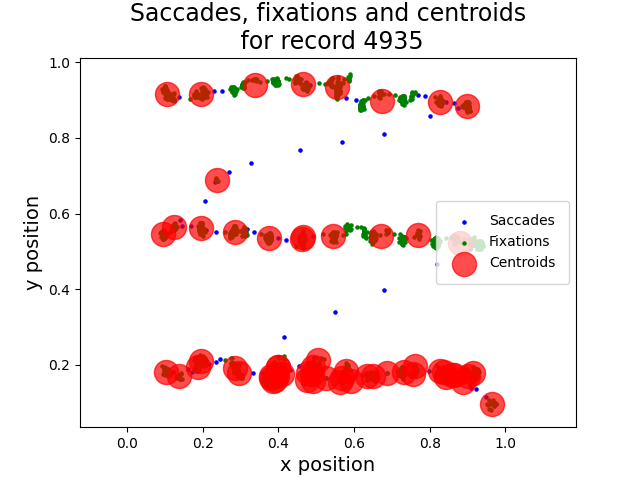 Saccades, fixations and centroids
for record 4935
1.0
0.8
0.6
0.4
0.2
y position
Saccades
Fixations
Centroids
0.0 0.2 0.4 0.6 0.8 1.0
x position